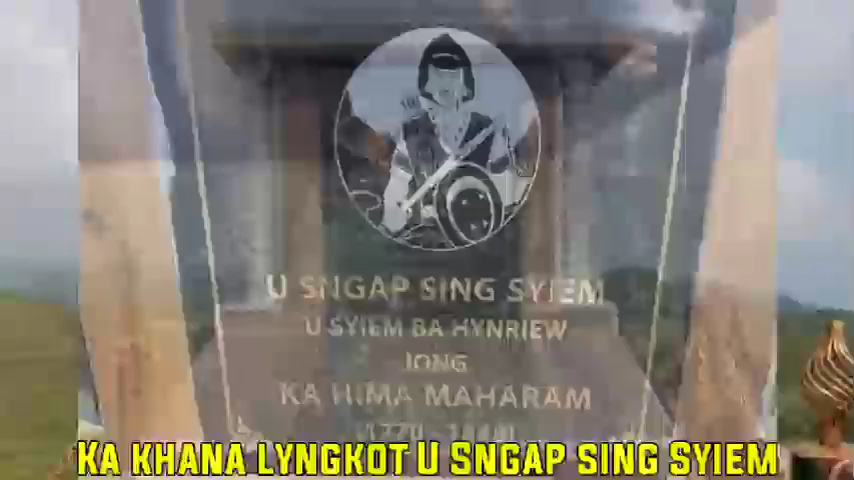 U SNGAP SING SYIEM
U SYIEM BA HYNRIEW
JONG
KA HIMA MAHARAM
KA KHANA LYNGKOT U SNGAP SING SYIEM